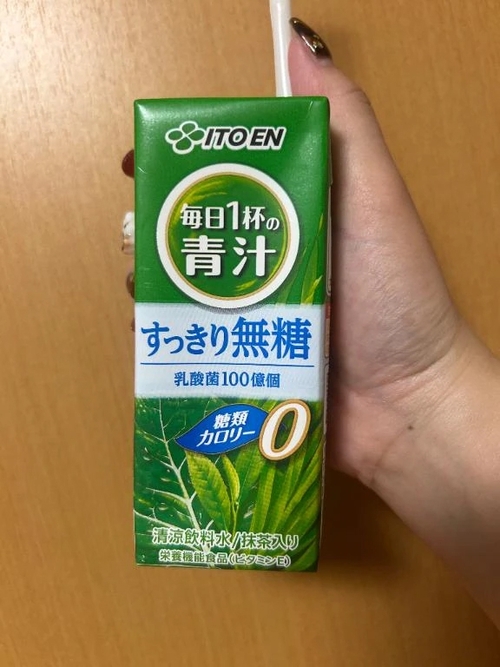 ITO EN
毎日1杯の
青汁
すっきり無糖
乳酸菌100億個
糖類
カロリー0
清涼飲料水/抹茶入り
栄養機能食品(ビタミンE)